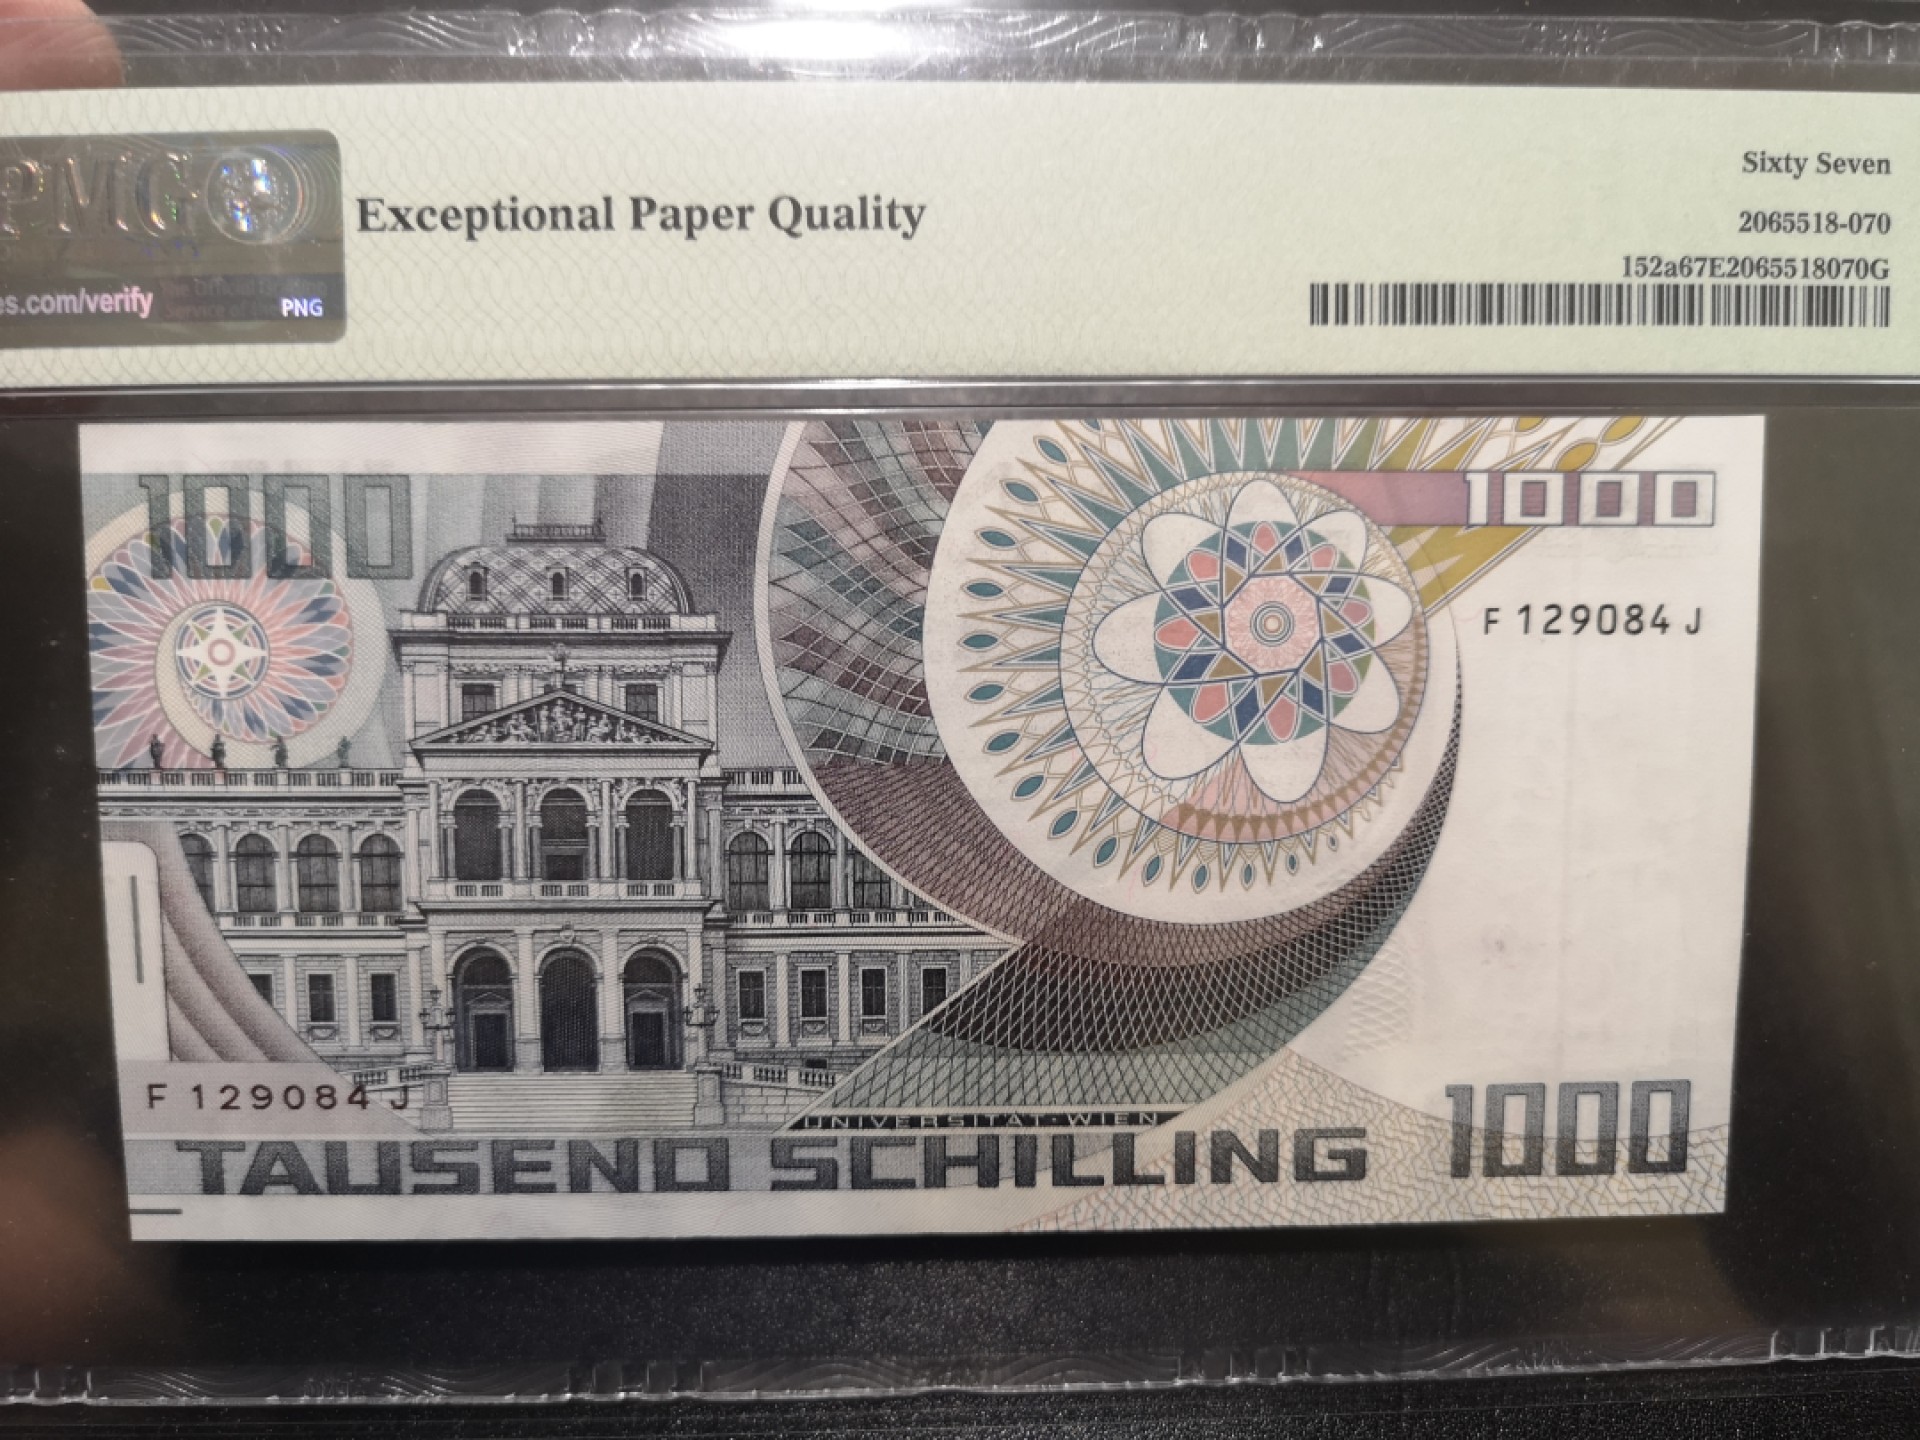 PMG
es.com/verify
PNG
Exceptional Paper Quality
Sixty Seven
2065518-070
152a67E2065518070G
1000
1000
F 129084 J
F 129084 J
UNIVERSITÄT·WIEN
TAUSEND SCHILLING 1000